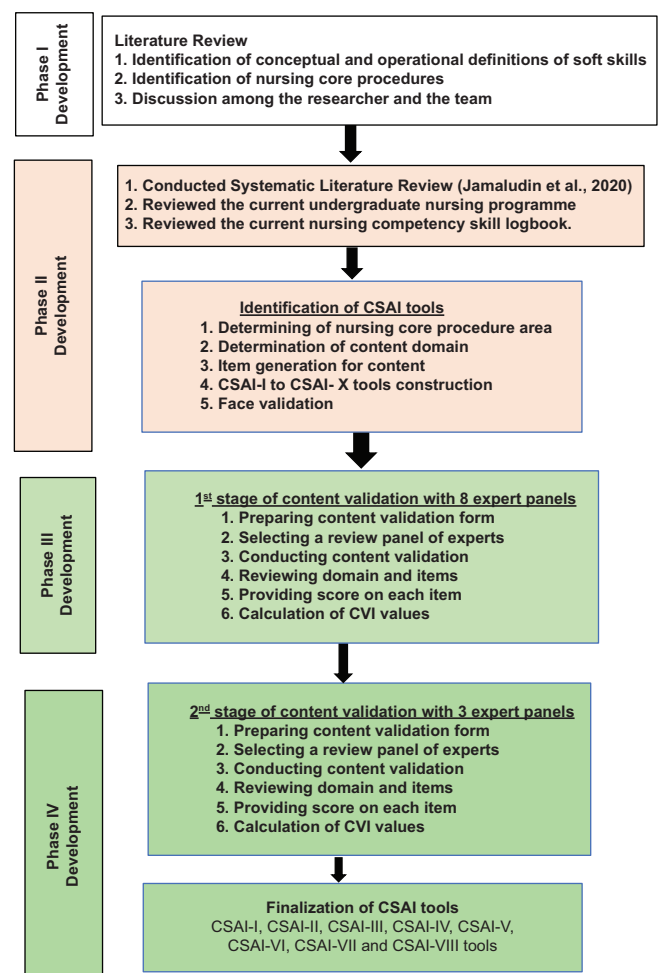 Phase I
Development
Literature Review
1. Identification of conceptual and operational definitions of soft skills
2. Identification of nursing core procedures
3. Discussion among the researcher and the team
Phase II
Development
1. Conducted Systematic Literature Review (Jamaludin et al., 2020)
2. Reviewed the current undergraduate nursing programme
3. Reviewed the current nursing competency skill logbook.
Identification of CSAI tools
1. Determining of nursing core procedure area
2. Determination of content domain
3. Item generation for content
4. CSAI-I to CSAI- X tools construction
5. Face validation
Phase III
Development
1st stage of content validation with 8 expert panels
1. Preparing content validation form
2. Selecting a review panel of experts
3. Conducting content validation
4. Reviewing domain and items
5. Providing score on each item
6. Calculation of CVI values
Phase IV
Development
2nd stage of content validation with 3 expert panels
1. Preparing content validation form
2. Selecting a review panel of experts
3. Conducting content validation
4. Reviewing domain and items
5. Providing score on each item
6. Calculation of CVI values
Finalization of CSAI tools
CSAI-I, CSAI-II, CSAI-III, CSAI-IV, CSAI-V,
CSAI-VI, CSAI-VII and CSAI-VIII tools